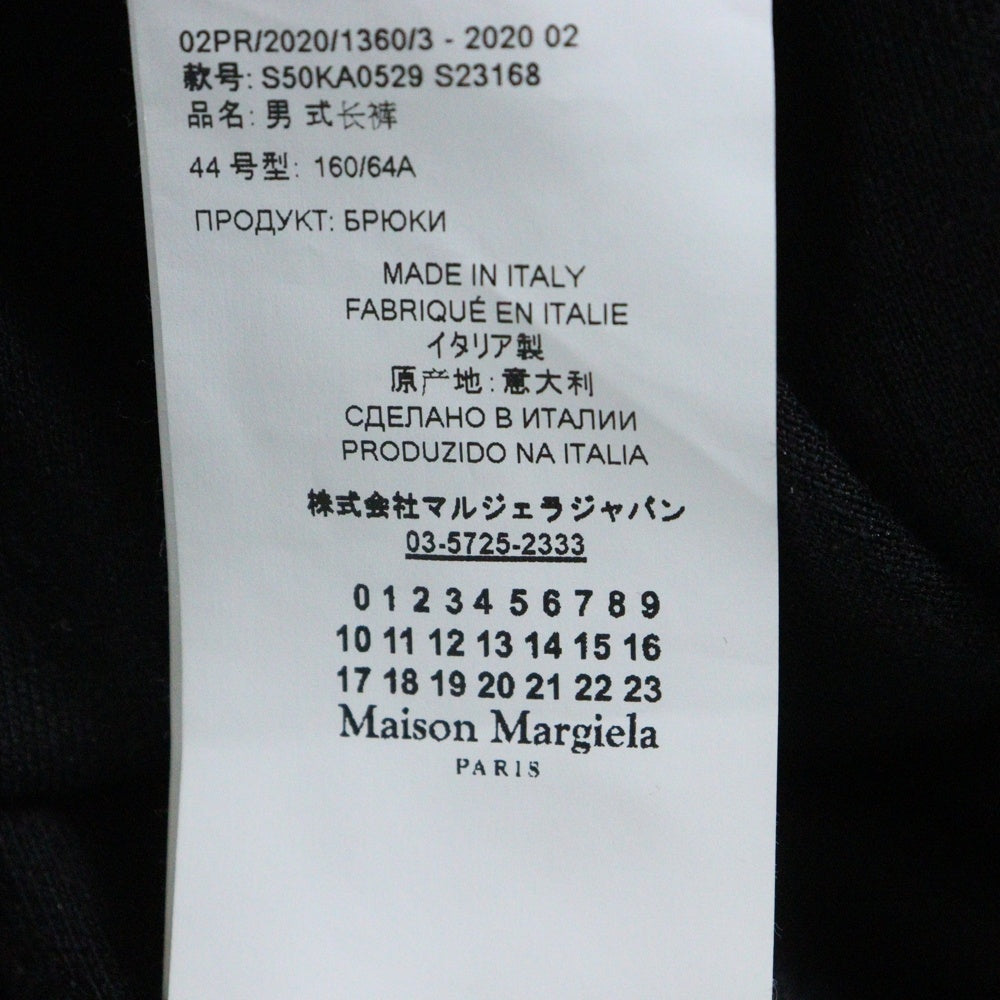 02PR/2020/1360/3 - 2020 02
款号: S50KA0529 S23168
品名: 男 式长裤
44 号型: 160/64A
ПРОДУКТ: БРЮКИ
MADE IN ITALY
FABRIQUÉ EN ITALIE
イタリア製
原产地: 意大利
СДЕЛАНО В ИТАЛИИ
PRODUZIDO NA ITALIA
株式会社マルジェラジャパン
03-5725-2333
0 1 2 3 4 5 6 7 8 9
10 11 12 13 14 15 16
17 18 19 20 21 22 23
Maison Margiela
PARIS